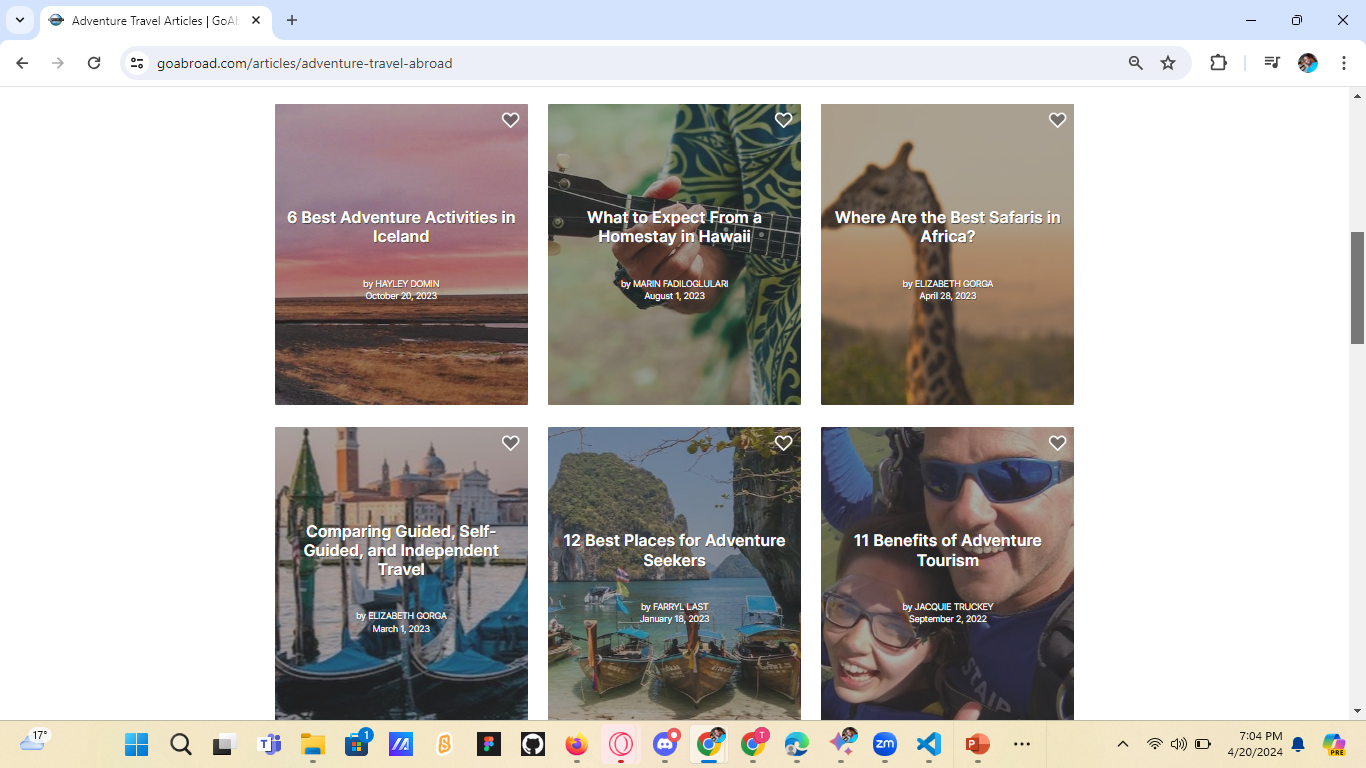 Adventure Travel Articles | GoAb
goabroad.com/articles/adventure-travel-abroad
6 Best Adventure Activities in
Iceland
by HAYLEY DOMIN
October 20, 2023
What to Expect From a
Homestay in Hawaii
by MARIN FADILOGLULARI
August 1, 2023
Where Are the Best Safaris in
Africa?
by ELIZABETH GORGA
April 28, 2023
Comparing Guided, Self-
Guided, and Independent
Travel
by ELIZABETH GORGA
March 1, 2023
12 Best Places for Adventure
Seekers
by FARRYL LAST
January 18, 2023
11 Benefits of Adventure
Tourism
by JACQUIE TRUCKEY
September 2, 2022
17°
1
T
zm
P
PRE
7:04 PM
4/20/2024